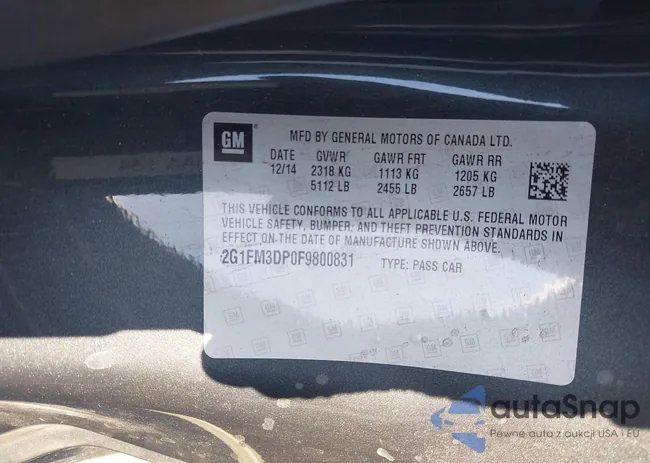 GM
MFD BY GENERAL MOTORS OF CANADA LTD.
DATE GVWR GAWR FRT GAWR RR
12/14 2318 KG 1113 KG 1205 KG
5112 LB 2455 LB 2657 LB
THIS VEHICLE CONFORMS TO ALL APPLICABLE U.S. FEDERAL MOTOR
VEHICLE SAFETY, BUMPER, AND THEFT PREVENTION STANDARDS IN
EFFECT ON THE DATE OF MANUFACTURE SHOWN ABOVE.
2G1FM3DP0F9800831 TYPE: PASS CAR
autaSnap
Pewne auta z aukcji USA i EU